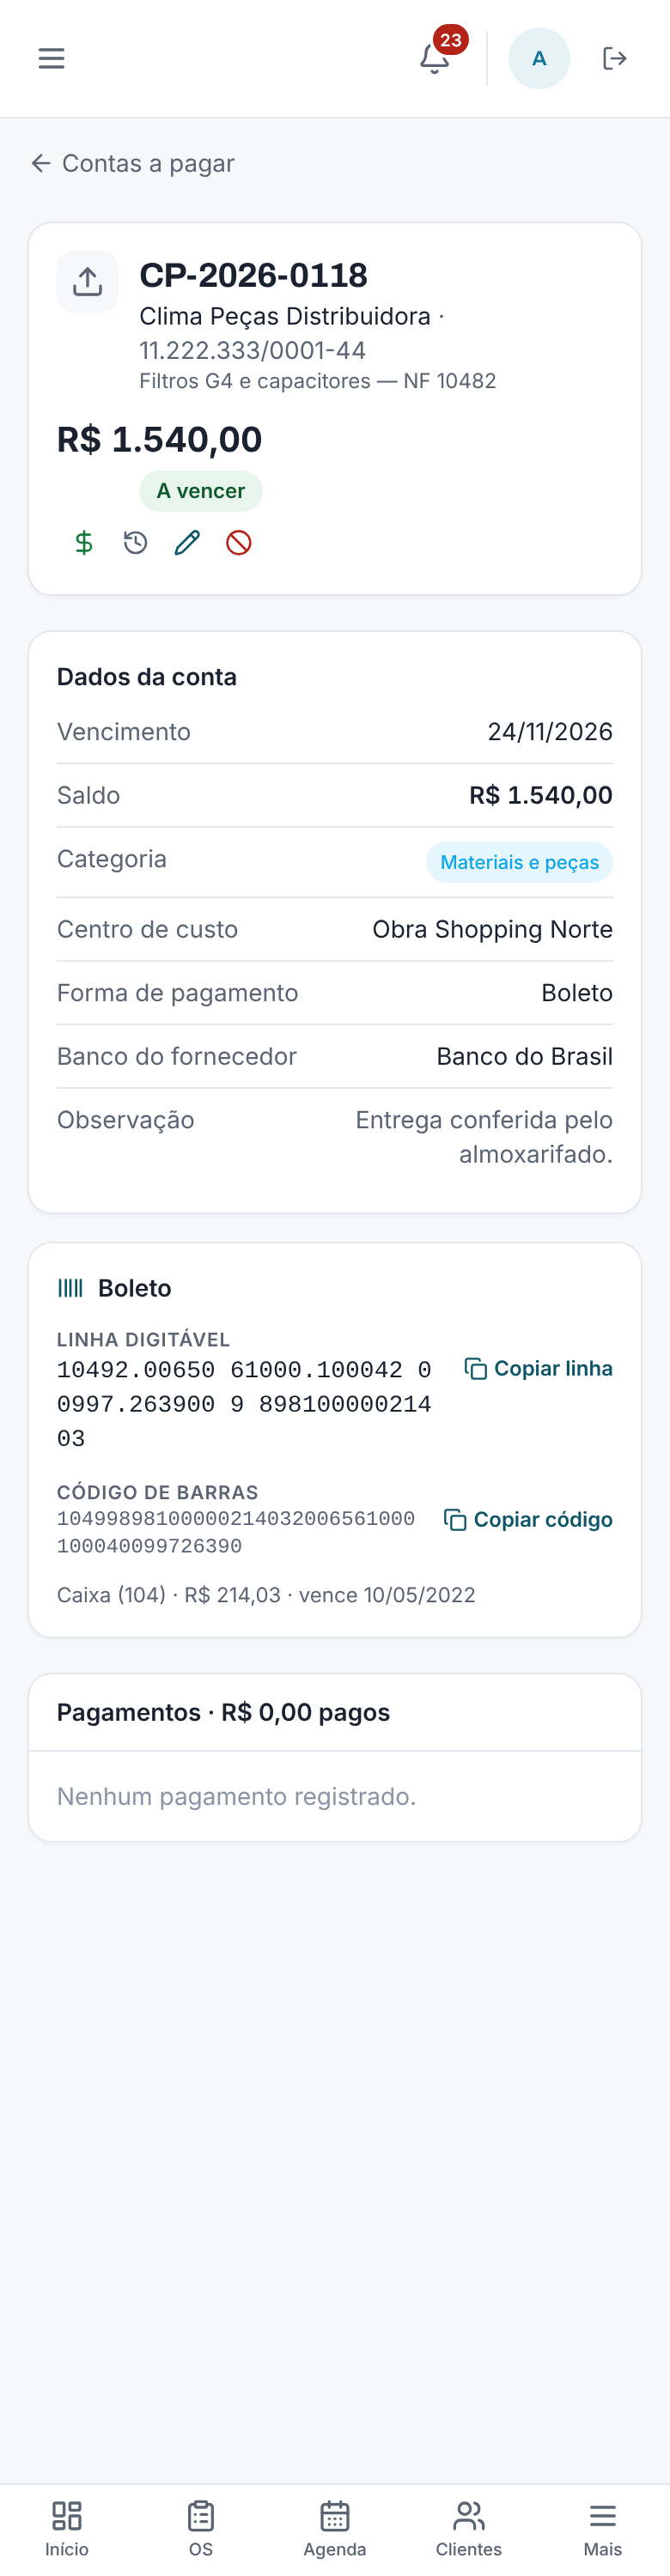 23
A
Contas a pagar
CP-2026-0118
Clima Peças Distribuidora ·
11.222.333/0001-44
Filtros G4 e capacitores — NF 10482
R$ 1.540,00
A vencer
Dados da conta
Vencimento 24/11/2026
Saldo R$ 1.540,00
Categoria Materiais e peças
Centro de custo Obra Shopping Norte
Forma de pagamento Boleto
Banco do fornecedor Banco do Brasil
Observação Entrega conferida pelo
almoxarifado.
Boleto
LINHA DIGITÁVEL
10492.00650 61000.100042 0 Copiar linha
0997.263900 9 898100000214
03
CÓDIGO DE BARRAS
10499898100000214032006561000 Copiar código
100040099726390
Caixa (104) · R$ 214,03 · vence 10/05/2022
Pagamentos · R$ 0,00 pagos
Nenhum pagamento registrado.
Início OS Agenda Clientes Mais